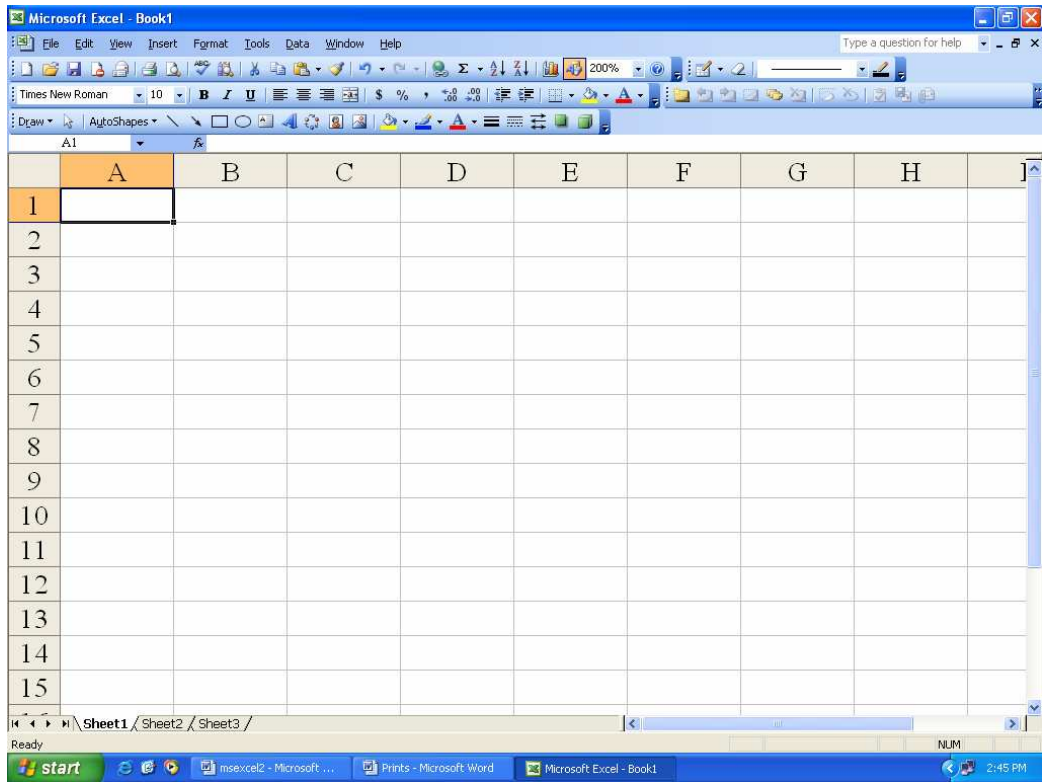 Microsoft Excel - Book1
File Edit View Insert Format Tools Data Window Help Type a question for help
200%
Times New Roman 10 B I U $ % ,
Draw AutoShapes
A1 fx
A B C D E F G H
1
2
3
4
5
6
7
8
9
10
11
12
13
14
15
Sheet1 Sheet2 Sheet3
Ready NUM
start msexcel2 - Microsoft ... Prints - Microsoft Word Microsoft Excel - Book1 2:45 PM